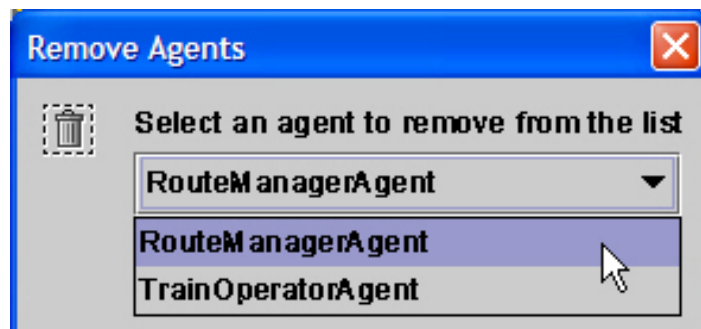 Remove Agents
Select an agent to remove from the list
RouteManagerAgent
RouteManagerAgent
TrainOperatorAgent